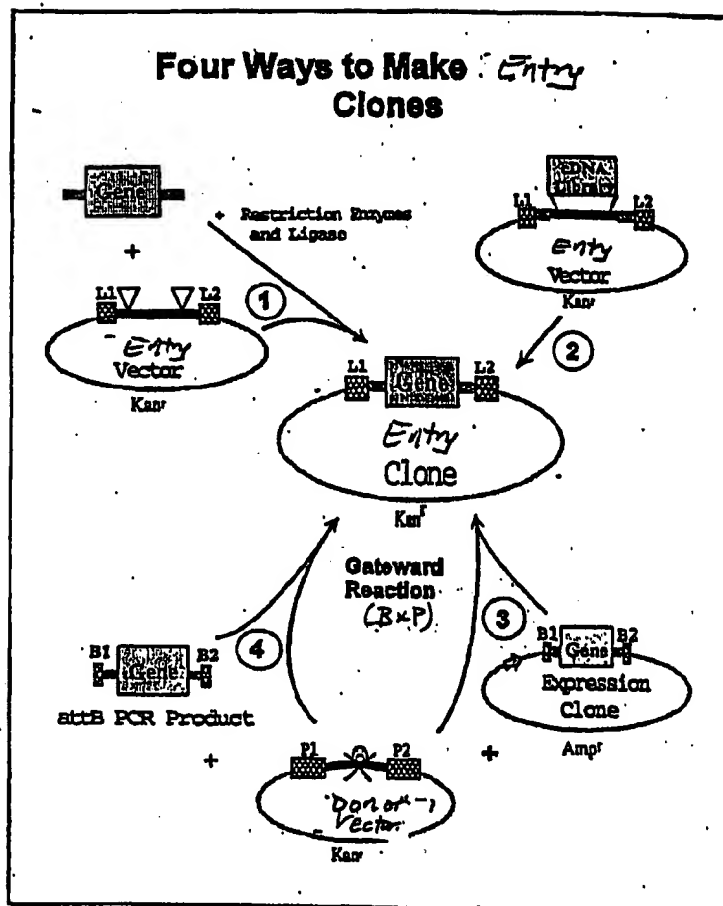 Four Ways to Make Entry
Clones
Gene
+ Restriction Enzymes
and Ligase
+
L1
L2
1
Entry
Vector
Kanr
cDNA
Library
L1
L2
Entry
Vector
Kanr
2
L1
Gene
L2
Entry
Clone
Kanr
Gateward
Reaction
(BxP)
4
3
B1
Gene
B2
attB PCR Product
+
B1
Gene
B2
Expression
Clone
Ampr
+
P1
P2
Donor
Vector
Kanr